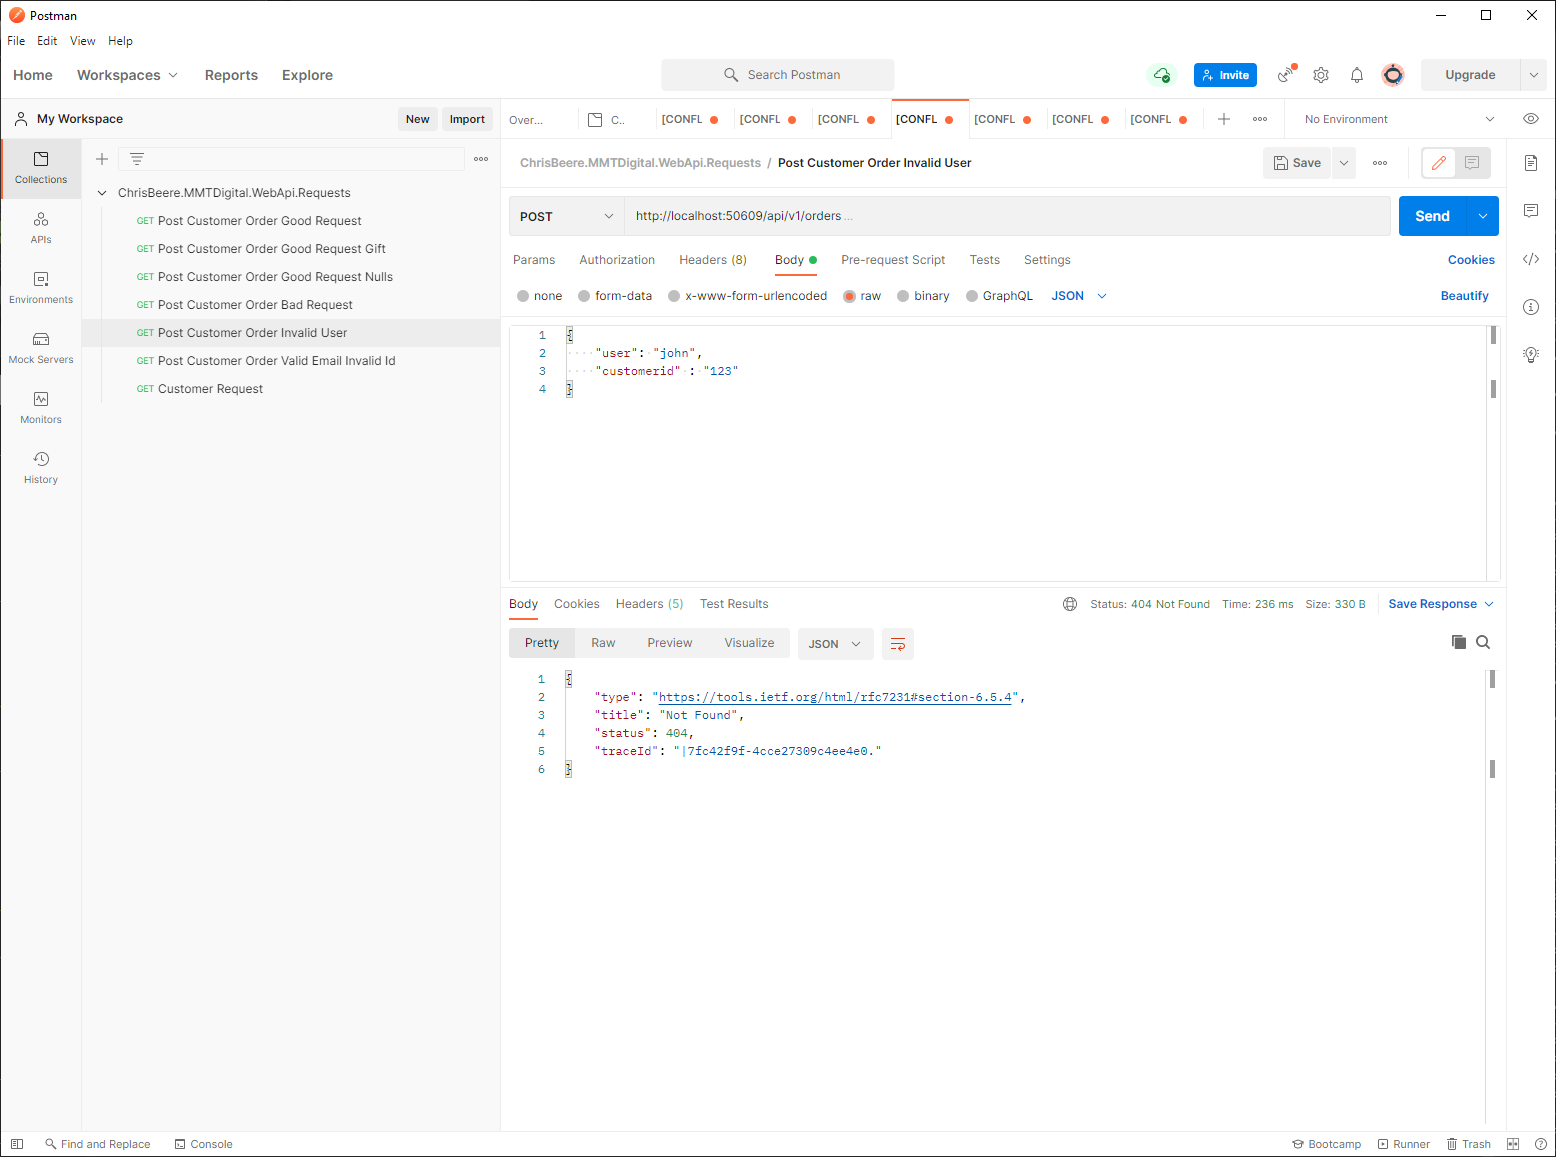 Postman
File Edit View Help
Home Workspaces Reports Explore
Search Postman
Invite
Upgrade
My Workspace
New Import
Over... C.. [CONFL [CONFL [CONFL [CONFL [CONFL [CONFL [CONFL
No Environment
Collections
APIs
Environments
Mock Servers
Monitors
History
ChrisBeere.MMTDigital.WebApi.Requests
GET Post Customer Order Good Request
GET Post Customer Order Good Request Gift
GET Post Customer Order Good Request Nulls
GET Post Customer Order Bad Request
GET Post Customer Order Invalid User
GET Post Customer Order Valid Email Invalid Id
GET Customer Request
ChrisBeere.MMTDigital.WebApi.Requests / Post Customer Order Invalid User
Save
POST http://localhost:50609/api/v1/orders ...
Send
Params Authorization Headers (8) Body Pre-request Script Tests Settings Cookies
none form-data x-www-form-urlencoded raw binary GraphQL JSON Beautify
1 {
2 "user": "john",
3 "customerid" : "123"
4 }
Body Cookies Headers (5) Test Results Status: 404 Not Found Time: 236 ms Size: 330 B Save Response
Pretty Raw Preview Visualize JSON
1 {
2 "type": "https://tools.ietf.org/html/rfc7231#section-6.5.4",
3 "title": "Not Found",
4 "status": 404,
5 "traceId": "|7fc42f9f-4cce27309c4ee4e0."
6 }
Find and Replace Console Bootcamp Runner Trash